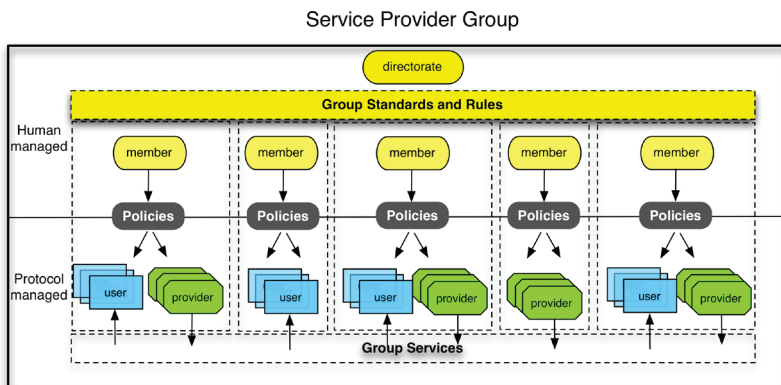 Service Provider Group
directorate
Group Standards and Rules
Human
managed
member
member
member
member
member
Policies
Policies
Policies
Policies
Policies
Protocol
managed
user
provider
user
user
provider
provider
user
provider
Group Services